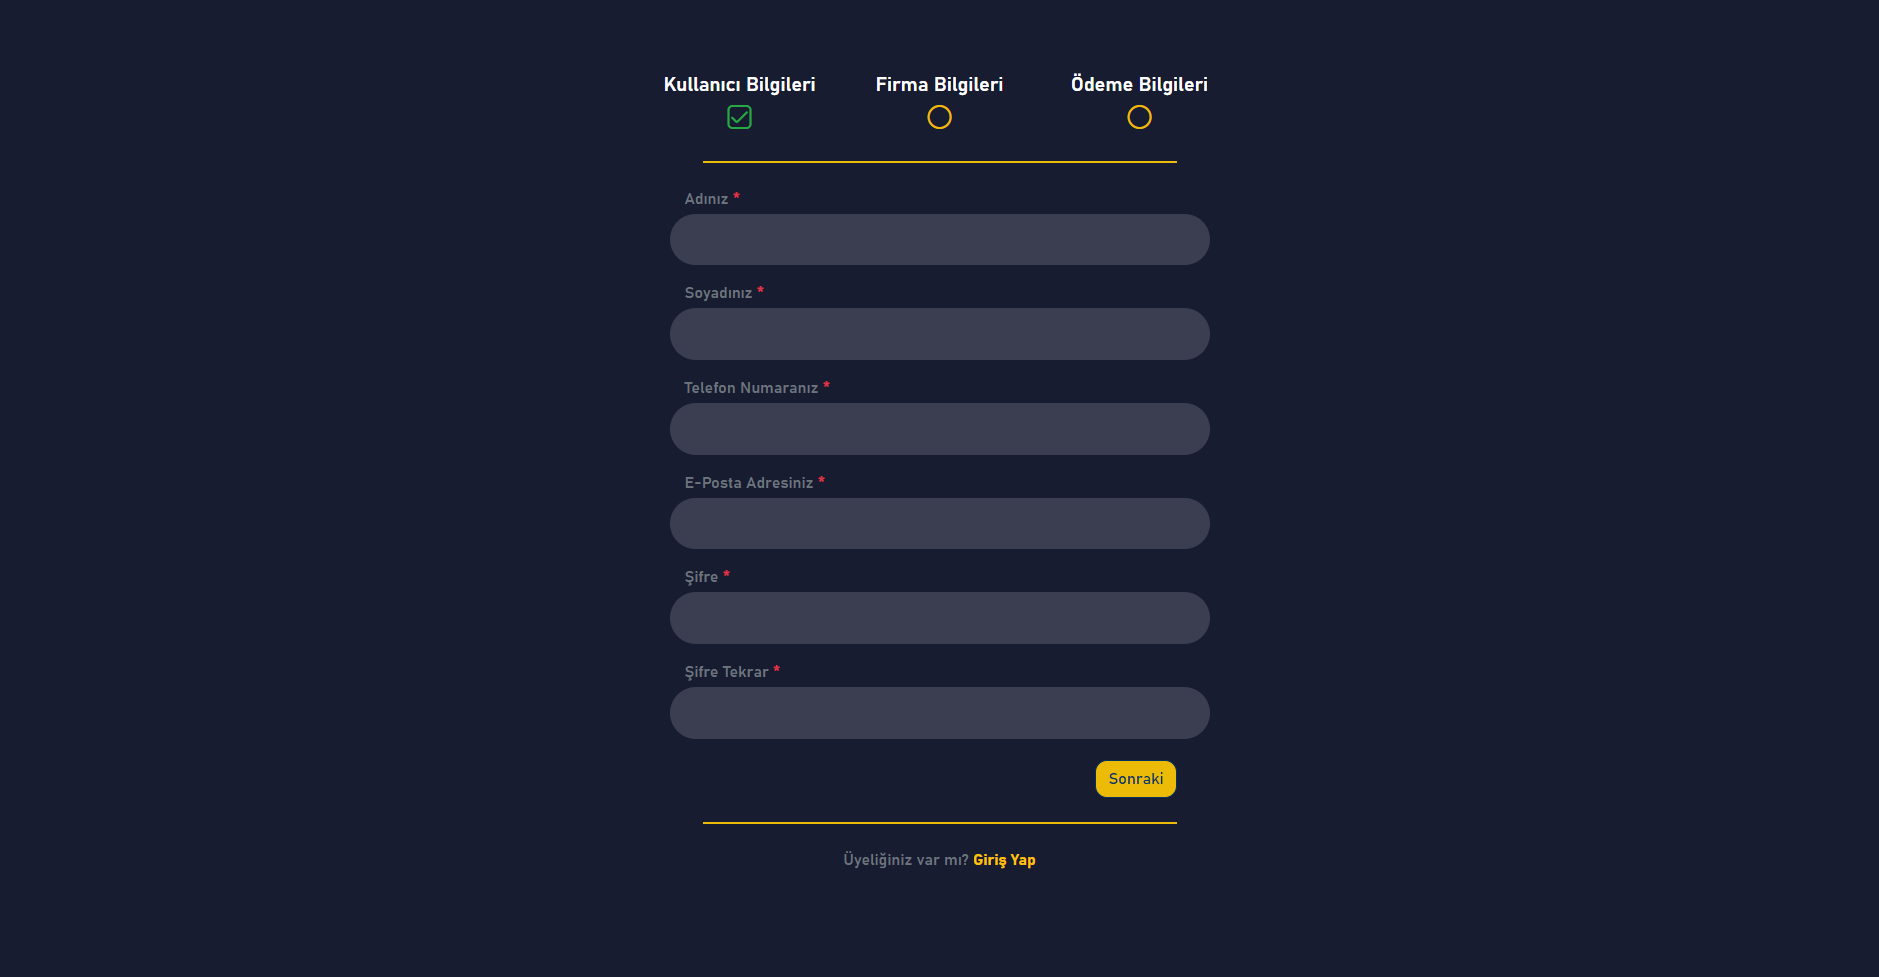 Kullanıcı Bilgileri Firma Bilgileri Ödeme Bilgileri
Adınız *
Soyadınız *
Telefon Numaranız *
E-Posta Adresiniz *
Şifre *
Şifre Tekrar *
Sonraki
Üyeliğiniz var mı? Giriş Yap